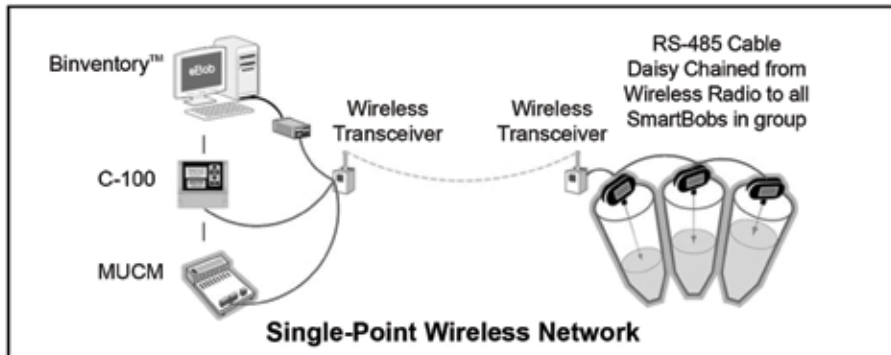 Binventory™
eBob
C-100
MUCM
Wireless
Transceiver
Wireless
Transceiver
RS-485 Cable
Daisy Chained from
Wireless Radio to all
SmartBobs in group
Single-Point Wireless Network